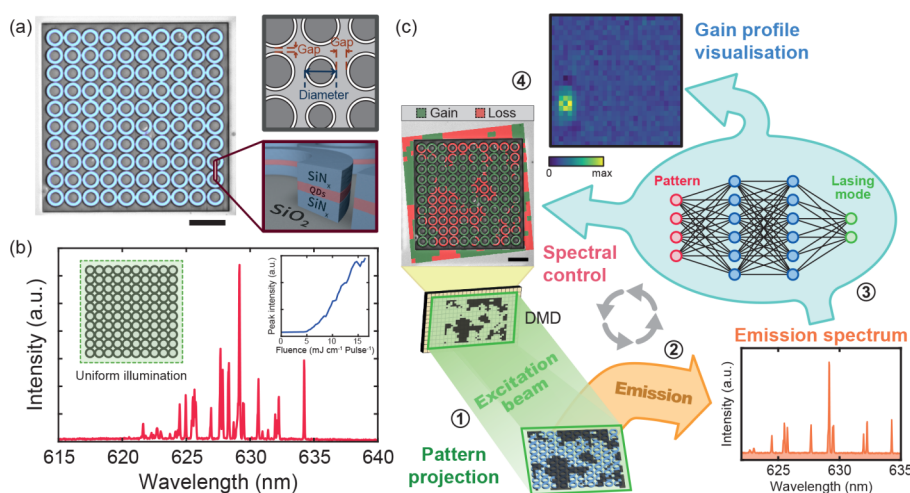 (a)
Gap
Gap
Diameter
SiNx
QDs
SiNx
SiO2
(b)
Intensity (a.u.)
Uniform illumination
Peak intensity (a.u.)
0 5 10 15
Fluence (mJ cm-1 Pulse-1)
615 620 625 630 635 640
Wavelength (nm)
(c)
Gain profile
visualisation
④
Gain Loss
0 max
Pattern
Lasing
mode
Spectral
control
③
DMD
②
Emission spectrum
Excitation
beam
Emission
①
Pattern
projection
Intensity (a.u.)
625 630 635
Wavelength (nm)